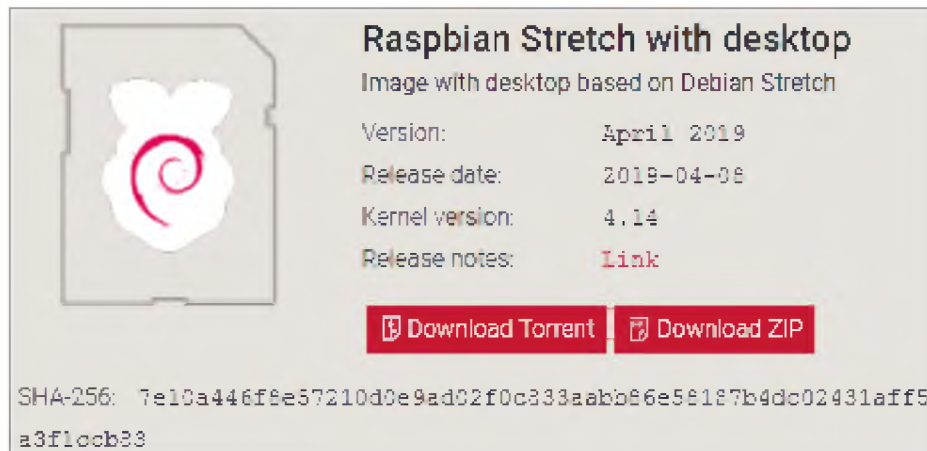 Raspbian Stretch with desktop
Image with desktop based on Debian Stretch
Version: April 2019
Release date: 2019-04-08
Kernel version: 4.14
Release notes: Link
Download Torrent Download ZIP
SHA-256: